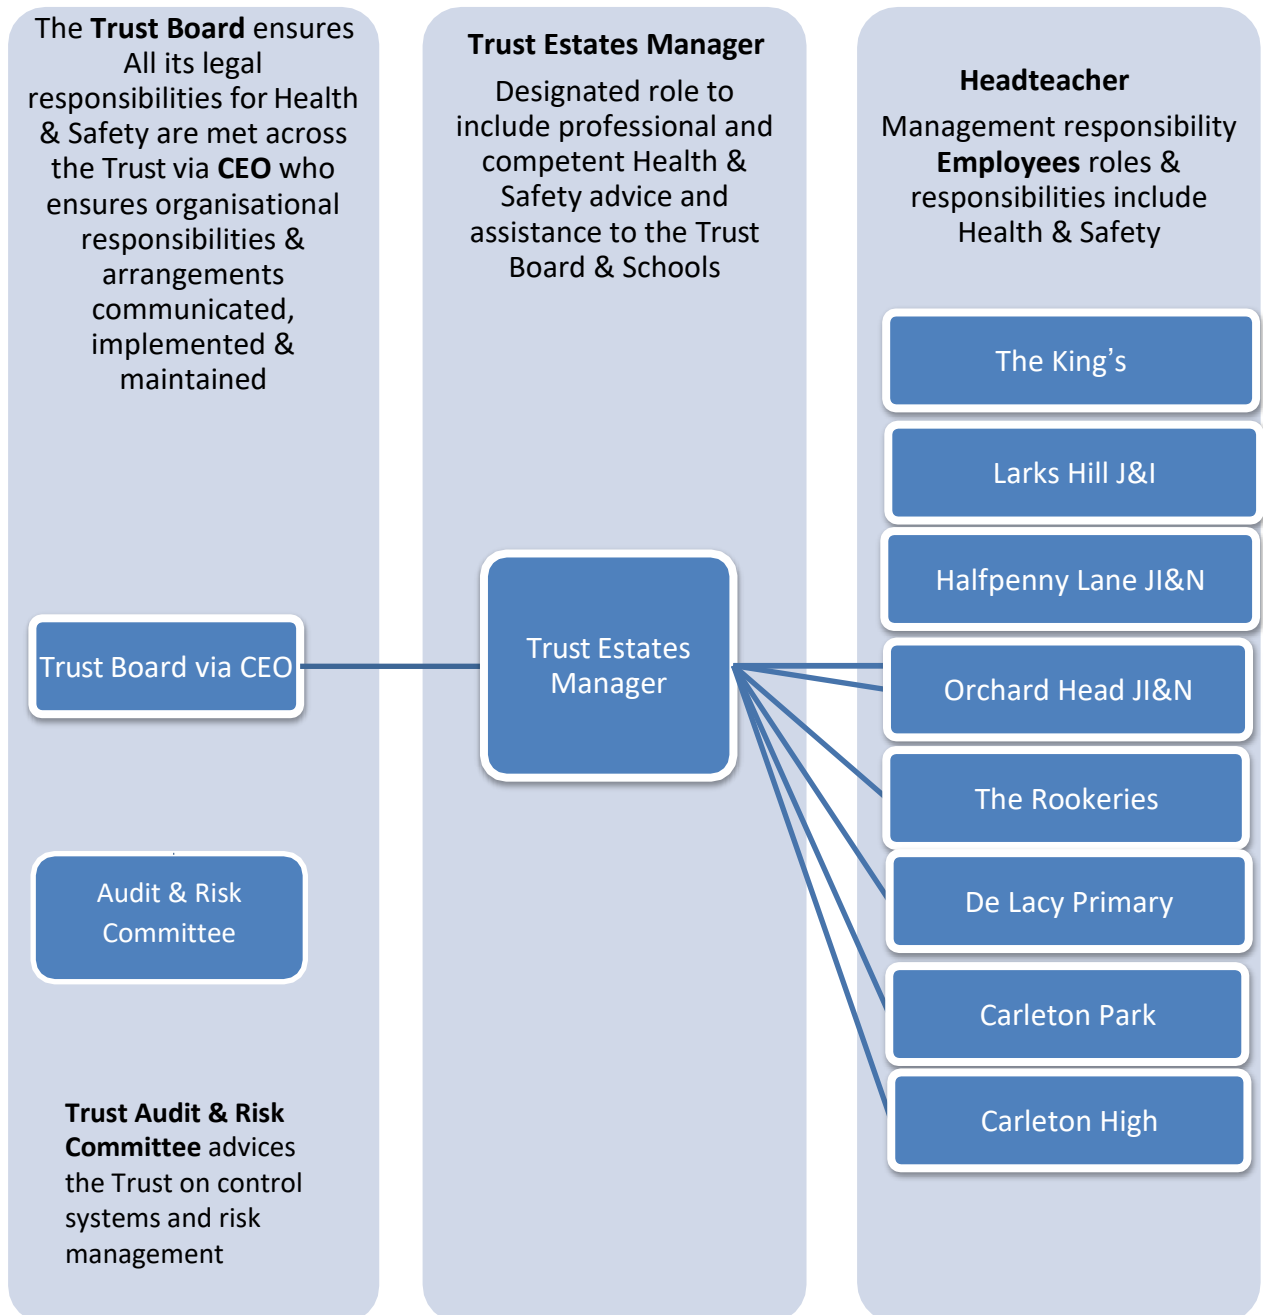 The Trust Board ensures
All its legal
responsibilities for Health
& Safety are met across
the Trust via CEO who
ensures organisational
responsibilities &
arrangements
communicated,
implemented &
maintained
Trust Board via CEO
Audit & Risk
Committee
Trust Audit & Risk
Committee advices
the Trust on control
systems and risk
management
Trust Estates Manager
Designated role to
include professional and
competent Health &
Safety advice and
assistance to the Trust
Board & Schools
Trust Estates
Manager
Headteacher
Management responsibility
Employees roles &
responsibilities include
Health & Safety
The King’s
Larks Hill J&I
Halfpenny Lane JI&N
Orchard Head JI&N
The Rookeries
De Lacy Primary
Carleton Park
Carleton High